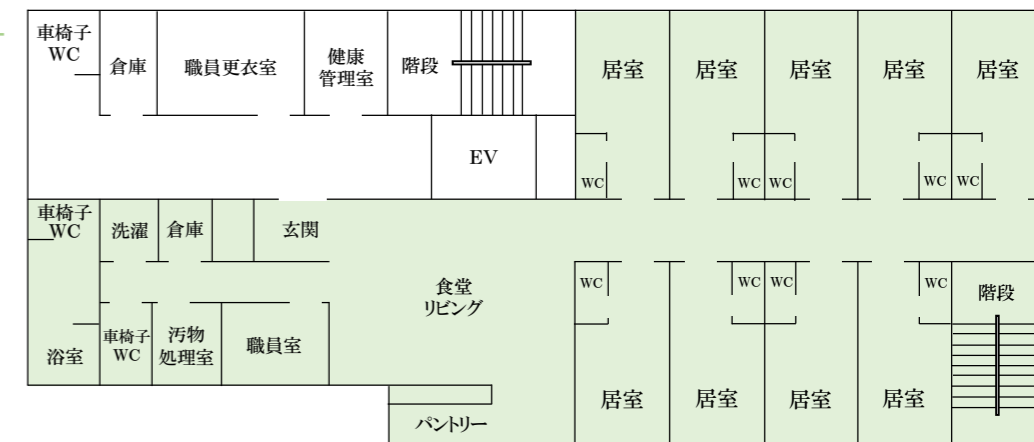 車椅子
WC
倉庫
職員更衣室
健康
管理室
階段
居室
居室
居室
居室
居室
EV
WC
WC
WC
WC
WC
車椅子
WC
洗濯
倉庫
玄関
食堂
リビング
WC
WC
WC
WC
階段
浴室
車椅子
WC
汚物
処理室
職員室
居室
居室
居室
居室
パントリー